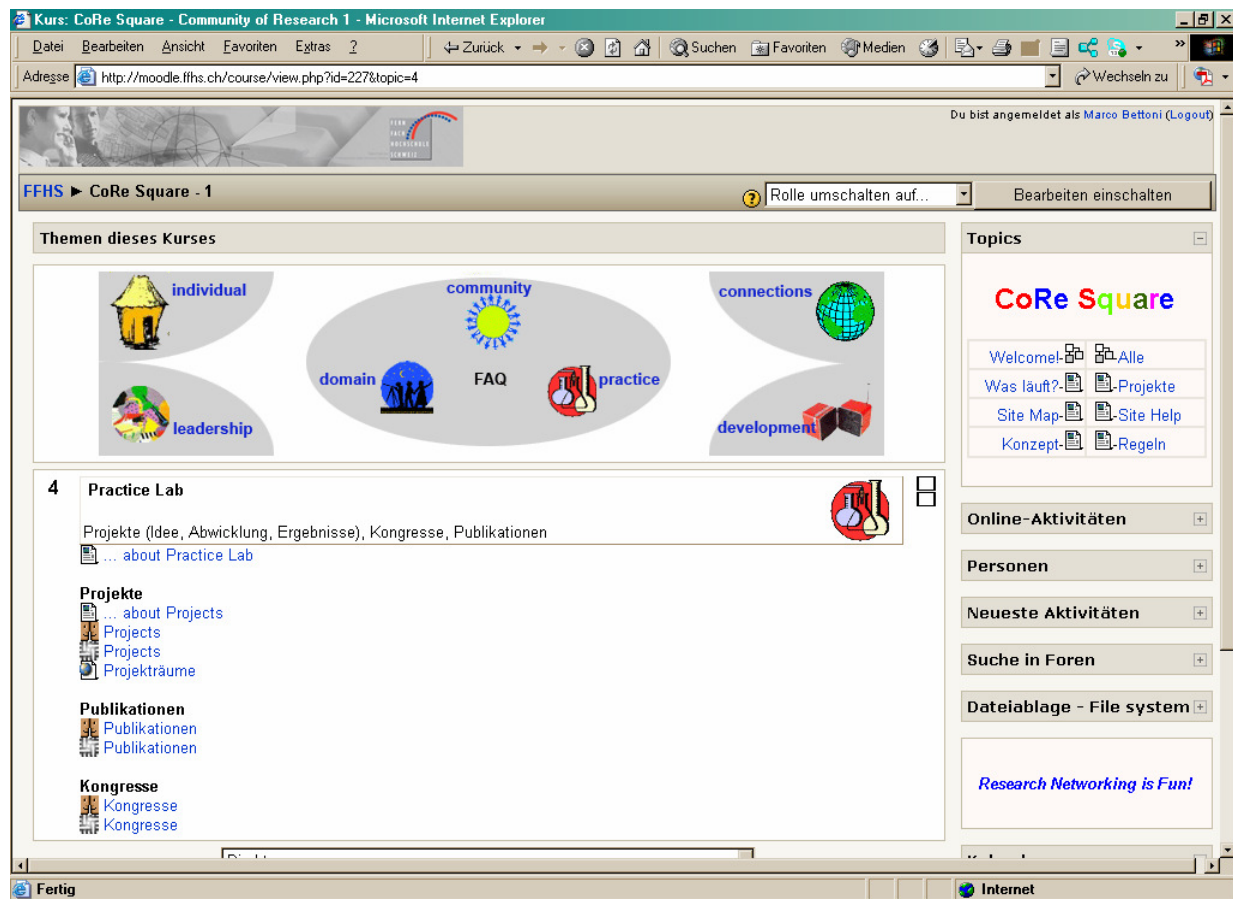 Kurs: CoRe Square - Community of Research 1 - Microsoft Internet Explorer
Datei Bearbeiten Ansicht Favoriten Extras ? Zurück Suchen Favoriten Medien »
Adresse http://moodle.ffhs.ch/course/view.php?id=227&topic=4 Wechseln zu
FERN
FACH
HOCHSCHULE
SCHWEIZ
Du bist angemeldet als Marco Bettoni (Logout)
FFHS ► CoRe Square - 1
? Rolle umschalten auf... Bearbeiten einschalten
Themen dieses Kurses
individual
community
connections
domain
FAQ
practice
leadership
development
4 Practice Lab
Projekte (Idee, Abwicklung, Ergebnisse), Kongresse, Publikationen
... about Practice Lab
Projekte
... about Projects
Projects
Projects
Projekträume
Publikationen
Publikationen
Publikationen
Kongresse
Kongresse
Kongresse
Topics
CoRe Square
Welcome!- -Alle
Was läuft?- -Projekte
Site Map- -Site Help
Konzept- -Regeln
Online-Aktivitäten
Personen
Neueste Aktivitäten
Suche in Foren
Dateiablage - File system
Research Networking is Fun!
Fertig
Internet